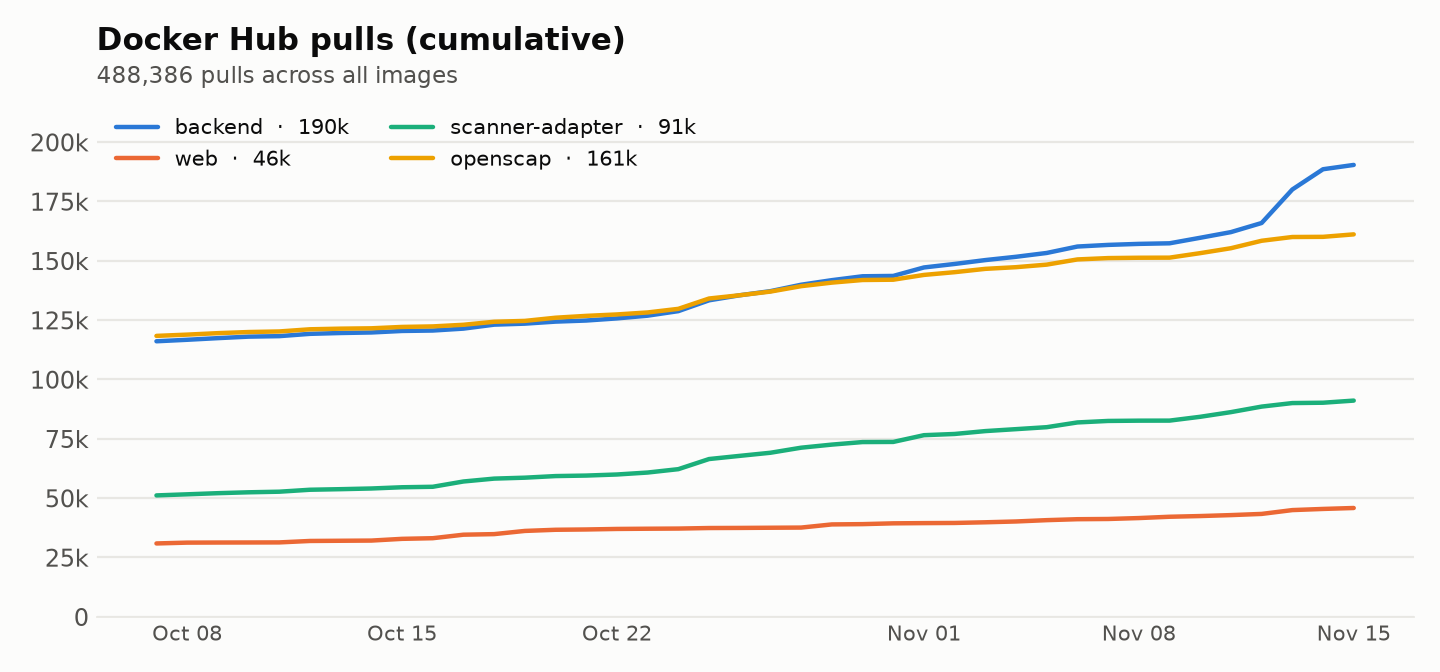 Docker Hub pulls (cumulative)
488,386 pulls across all images
backend · 190k
scanner-adapter · 91k
web · 46k
openscap · 161k
200k
175k
150k
125k
100k
75k
50k
25k
0
Oct 08
Oct 15
Oct 22
Nov 01
Nov 08
Nov 15